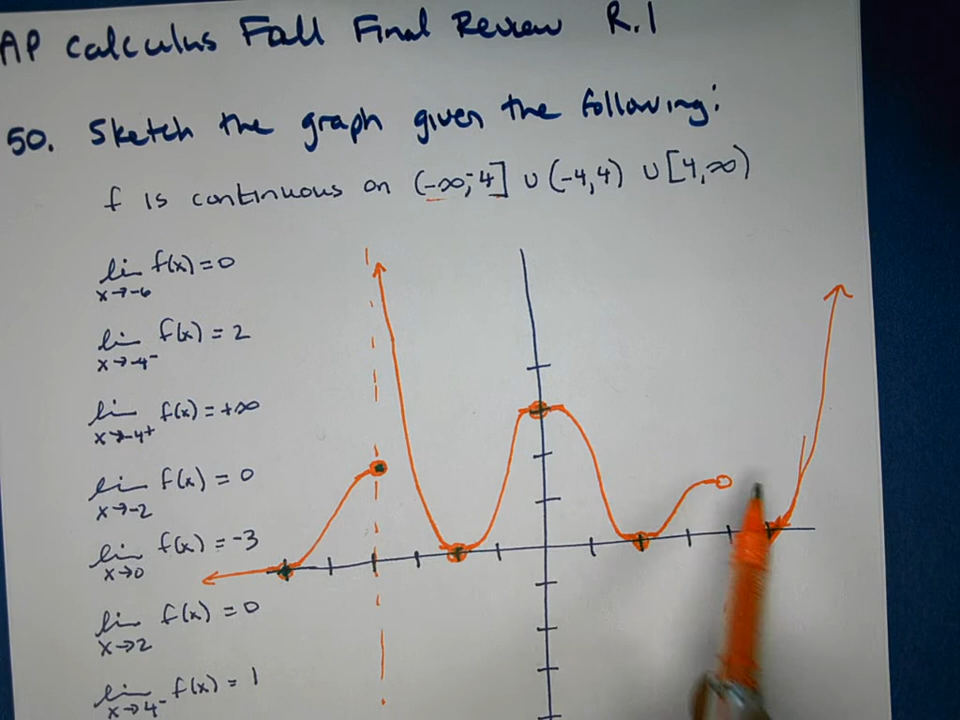 AP Calculus Fall Final Review R.1
50. Sketch the graph given the following:
f is continuous on (-∞,-4] ∪ (-4,4) ∪ [4,∞)
lim f(x) = 0
x→-6
lim f(x) = 2
x→-4⁻
lim f(x) = +∞
x→-4⁺
lim f(x) = 0
x→-2
lim f(x) = -3
x→0
lim f(x) = 0
x→2
lim f(x) = 1
x→4⁻